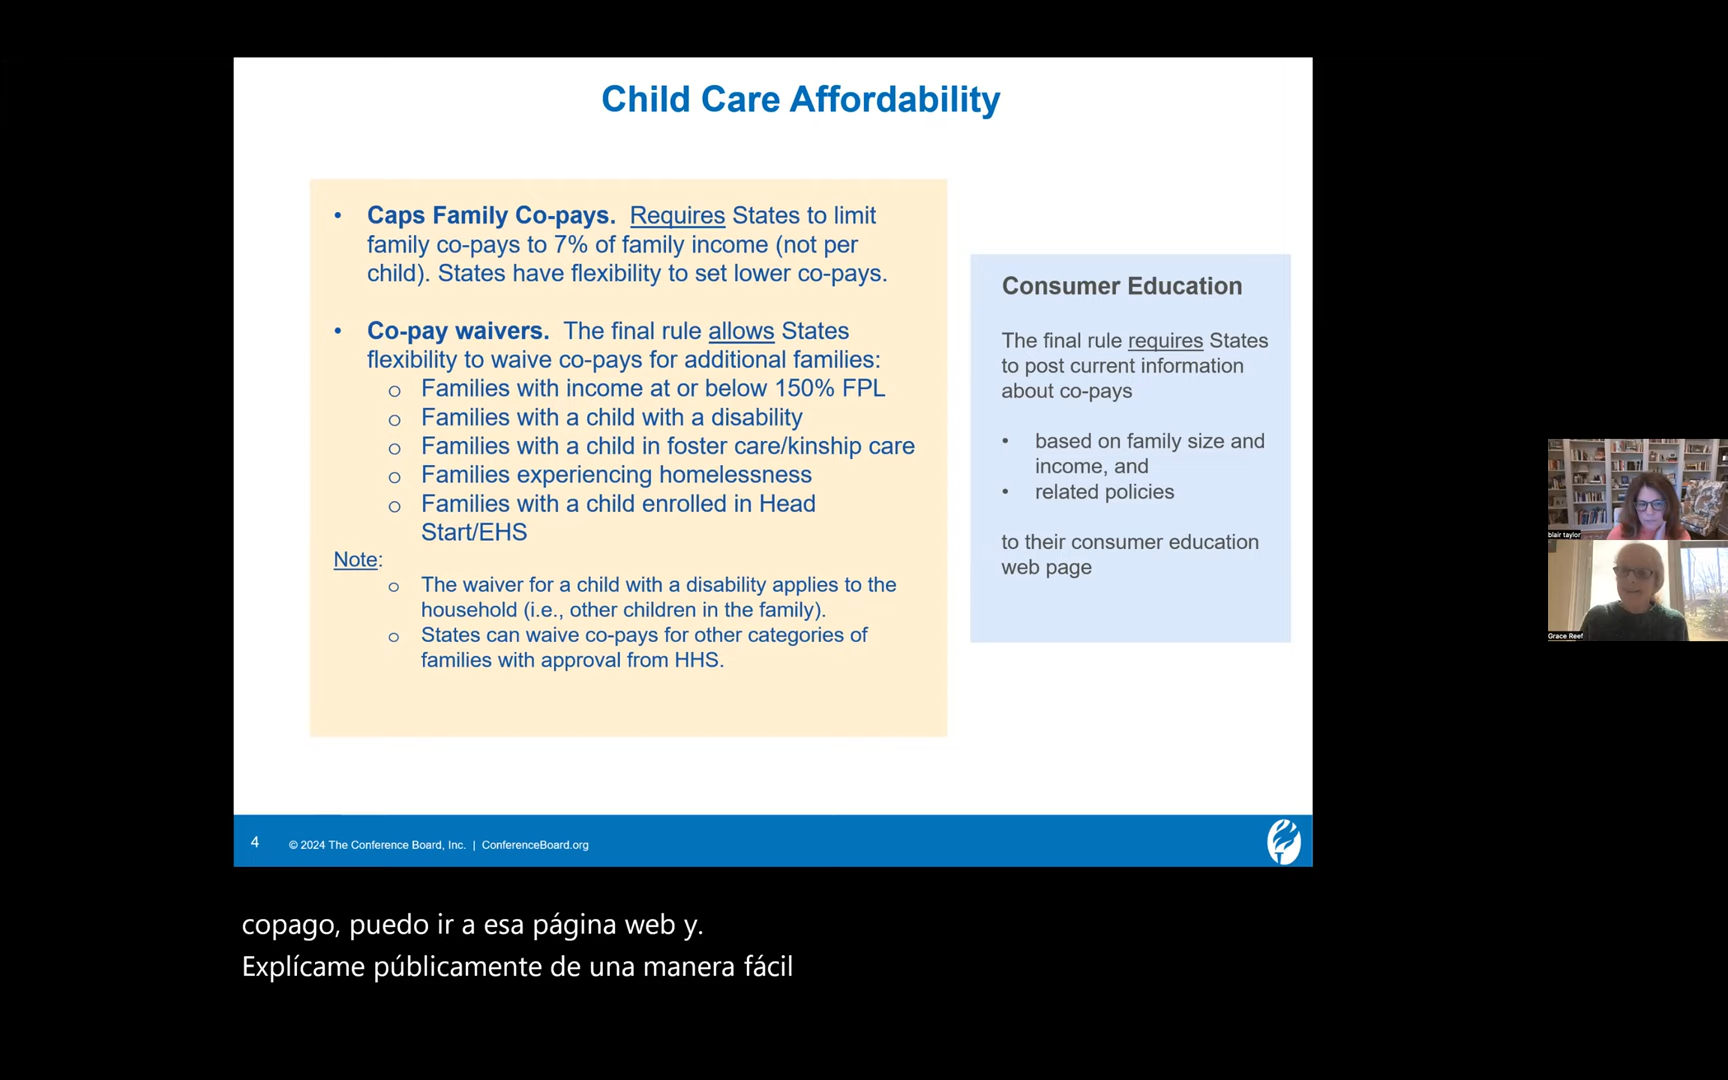 Child Care Affordability
• Caps Family Co-pays. Requires States to limit
family co-pays to 7% of family income (not per
child). States have flexibility to set lower co-pays.
• Co-pay waivers. The final rule allows States
flexibility to waive co-pays for additional families:
o Families with income at or below 150% FPL
o Families with a child with a disability
o Families with a child in foster care/kinship care
o Families experiencing homelessness
o Families with a child enrolled in Head
Start/EHS
Note:
o The waiver for a child with a disability applies to the
household (i.e., other children in the family).
o States can waive co-pays for other categories of
families with approval from HHS.
Consumer Education
The final rule requires States
to post current information
about co-pays
• based on family size and
income, and
• related policies
to their consumer education
web page
blair taylor
Grace Reef
4 © 2024 The Conference Board, Inc. | ConferenceBoard.org
copago, puedo ir a esa página web y.
Explícame públicamente de una manera fácil